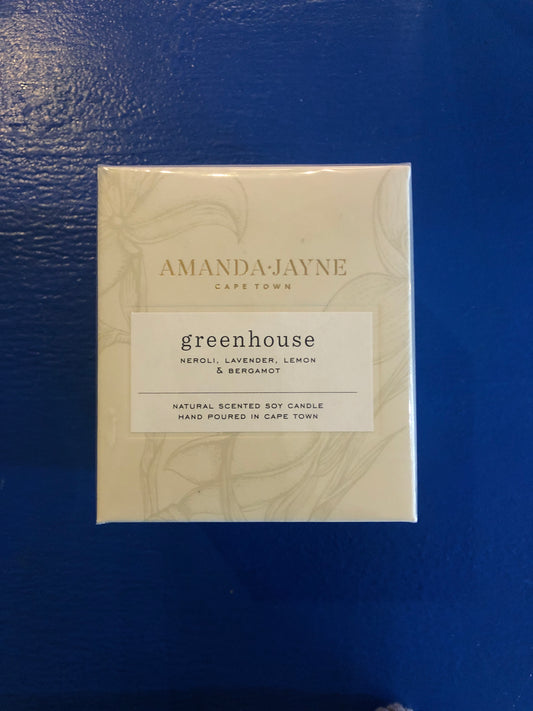 AMANDA·JAYNE
CAPE TOWN
greenhouse
NEROLI, LAVENDER, LEMON
& BERGAMOT
NATURAL SCENTED SOY CANDLE
HAND POURED IN CAPE TOWN